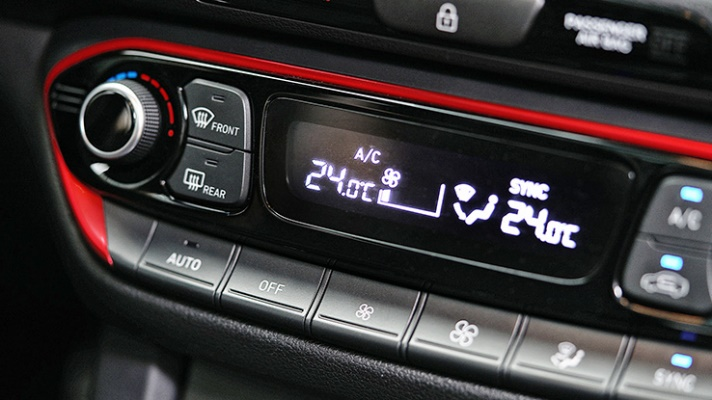 PASSENGER
AIR BAG
FRONT
REAR
A/C
24.0°C
SYNC
24.0°C
A/C
AUTO
OFF
SYNC